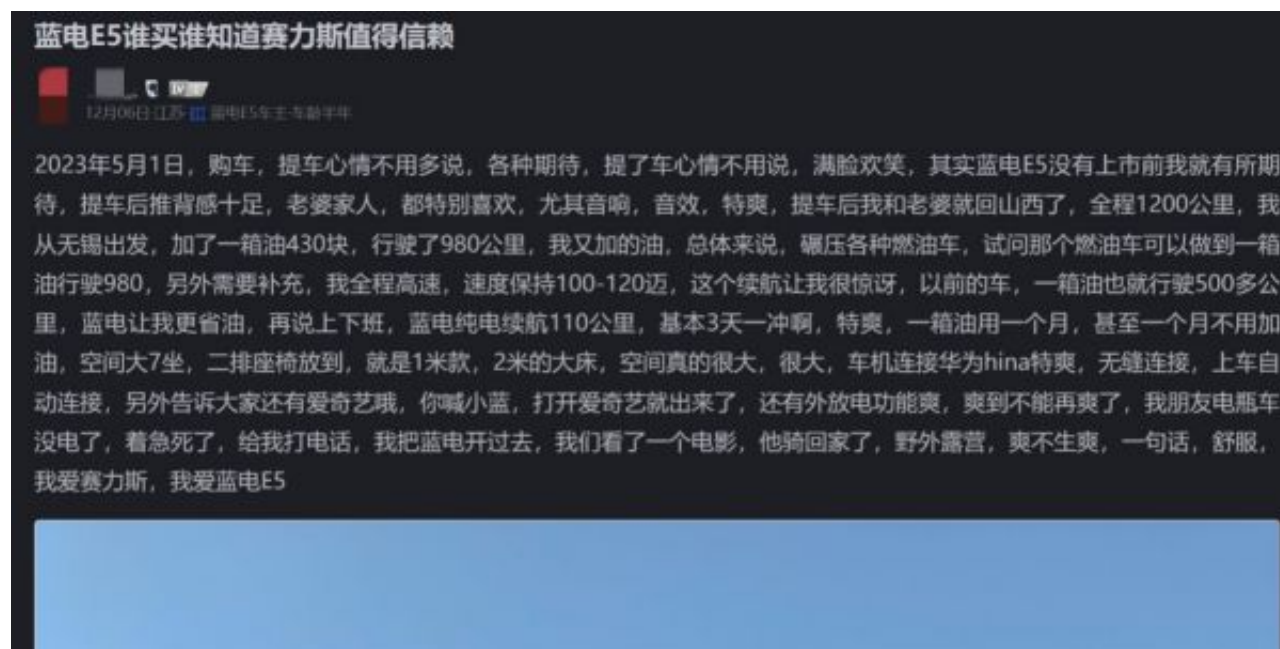 蓝电E5谁买谁知道赛力斯值得信赖
12月06日·江苏 蓝电E5车主·车龄半年
2023年5月1日，购车，提车心情不用多说，各种期待，提了车心情不用说，满脸欢笑，其实蓝电E5没有上市前我就有所期
待，提车后推背感十足，老婆家人，都特别喜欢，尤其音响，音效，特爽，提车后我和老婆就回山西了，全程1200公里，我
从无锡出发，加了一箱油430块，行驶了980公里，我又加的油，总体来说，碾压各种燃油车，试问那个燃油车可以做到一箱
油行驶980，另外需要补充，我全程高速，速度保持100-120迈，这个续航让我很惊讶，以前的车，一箱油也就行驶500多公
里，蓝电让我更省油，再说上下班，蓝电纯电续航110公里，基本3天一冲啊，特爽，一箱油用一个月，甚至一个月不用加
油，空间大7坐，二排座椅放到，就是1米款，2米的大床，空间真的很大，很大，车机连接华为hina特爽，无缝连接，上车自
动连接，另外告诉大家还有爱奇艺哦，你喊小蓝，打开爱奇艺就出来了，还有外放电功能爽，爽到不能再爽了，我朋友电瓶车
没电了，着急死了，给我打电话，我把蓝电开过去，我们看了一个电影，他骑回家了，野外露营，爽不生爽，一句话，舒服，
我爱赛力斯，我爱蓝电E5